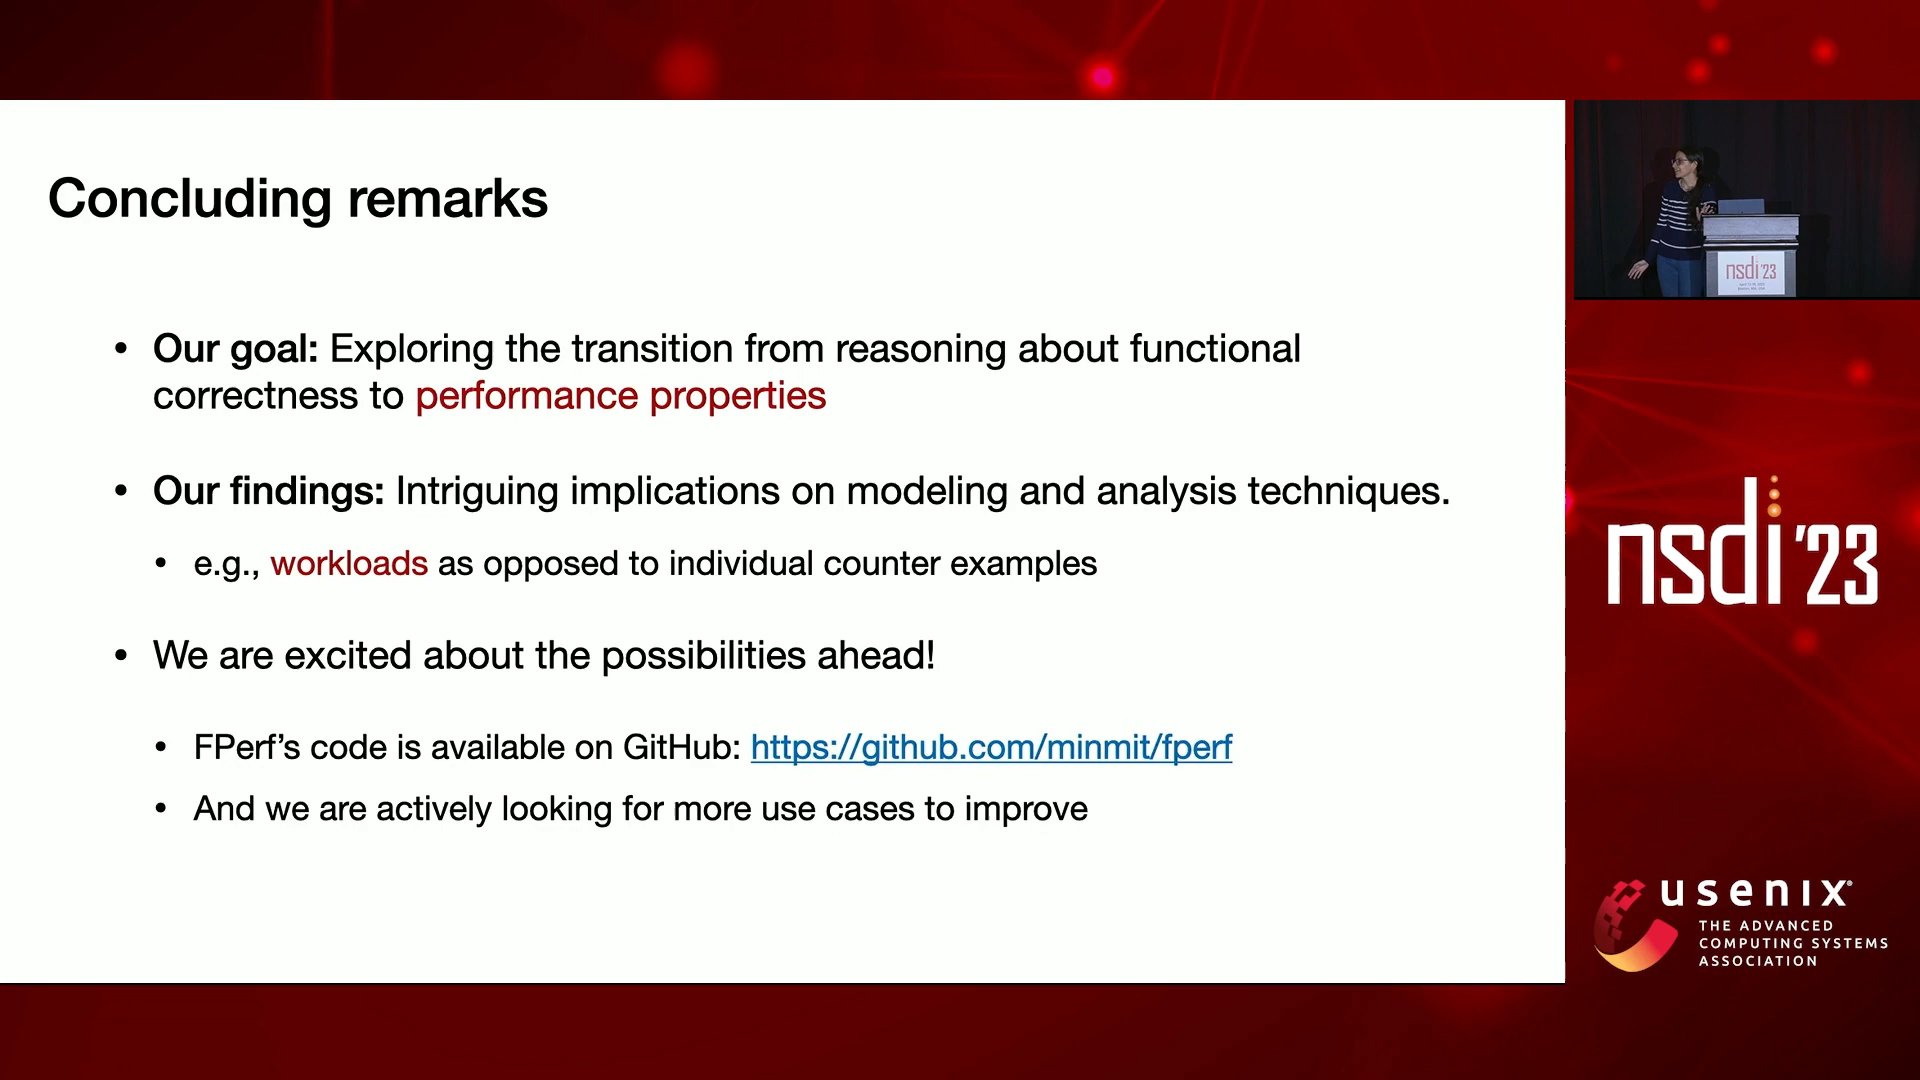 Concluding remarks
• Our goal: Exploring the transition from reasoning about functional
correctness to performance properties
• Our findings: Intriguing implications on modeling and analysis techniques.
• e.g., workloads as opposed to individual counter examples
• We are excited about the possibilities ahead!
• FPerf’s code is available on GitHub: https://github.com/minmit/fperf
• And we are actively looking for more use cases to improve
nsdi '23
nsdi '23
usenix®
THE ADVANCED
COMPUTING SYSTEMS
ASSOCIATION